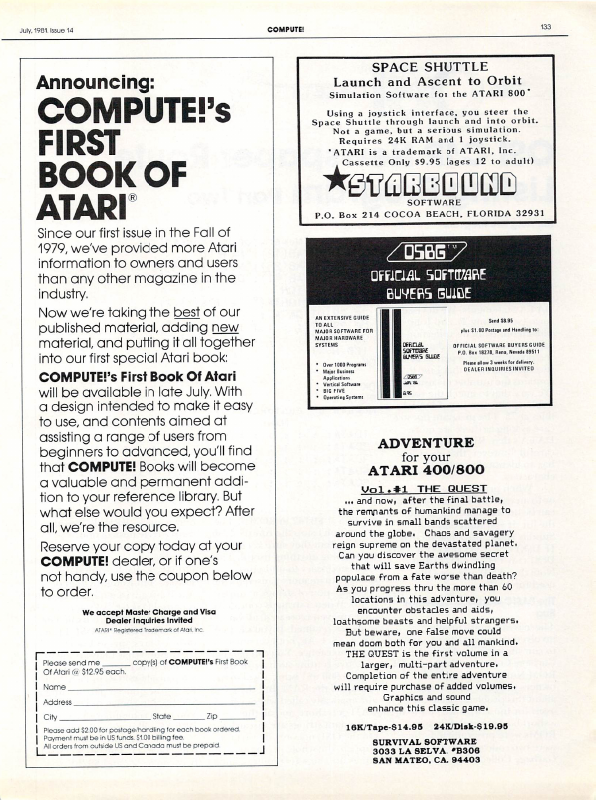 July, 1981. Issue 14
COMPUTE!
133
Announcing:
COMPUTE!'s
FIRST
BOOK OF
ATARI®
Since our first issue in the Fall of
1979, we've proviced more Atari
information to owners and users
than any other magazine in the
industry.
Now we're taking the best of our
published material, adding new
material, and putting it all together
into our first special Atari book:
COMPUTE!'s First Book Of Atari
will be available in late July. With
a design intended to make it easy
to use, and contents aimed at
assisting a range of users from
beginners to advanced, you'll find
that COMPUTE! Books will become
a valuable and permanent addi-
tion to your reference library. But
what else would you expect? After
all, we're the resource.
Reserve your copy today at your
COMPUTE! dealer, or if one's
not handy, use the coupon below
to order.
We accept Master Charge and Visa
Dealer Inquiries Invited
ATARI® Registered Trademark of Atari, Inc.
Please send me ______ copy(s) of COMPUTE!'s First Book
Of Atari @ $12.95 each.
Name
Address
City State Zip
Please add $2.00 for postage/handling for each book ordered.
Payment must be in US funds. $1.00 billing fee.
All orders from outside US and Canada must be prepaid.
SPACE SHUTTLE
Launch and Ascent to Orbit
Simulation Software for the ATARI 800*
Using a joystick interface, you steer the
Space Shuttle through launch and into orbit.
Not a game, but a serious simulation.
Requires 24K RAM and 1 joystick.
*ATARI is a trademark of ATARI, Inc.
Cassette Only $9.95 (ages 12 to adult)
STARBOUND
SOFTWARE
P.O. Box 214 COCOA BEACH, FLORIDA 32931
OSBG™
OFFICIAL SOFTWARE
BUYERS GUIDE
AN EXTENSIVE GUIDE
TO ALL
MAJOR SOFTWARE FOR
MAJOR HARDWARE
SYSTEMS
* Over 1000 Programs
* Major Business
Applications
* Vertical Software
* BIG FIVE
* Operating Systems
OFFICIAL
SOFTWARE
BUYERS GUIDE
Send $8.95
plus $1.00 Postage and Handling to:
OFFICIAL SOFTWARE BUYERS GUIDE
P.O. Box 18270, Reno, Nevada 89511
Please allow 3 weeks for delivery.
DEALER INQUIRIES INVITED
ADVENTURE
for your
ATARI 400/800
Vol.#1 THE QUEST
... and now, after the final battle,
the remnants of humankind manage to
survive in small bands scattered
around the globe. Chaos and savagery
reign supreme on the devastated planet.
Can you discover the awesome secret
that will save Earths dwindling
populace from a fate worse than death?
As you progress thru the more than 60
locations in this adventure, you
encounter obstacles and aids,
loathsome beasts and helpful strangers.
But beware, one false move could
mean doom both for you and all mankind.
THE QUEST is the first volume in a
larger, multi-part adventure.
Completion of the entire adventure
will require purchase of added volumes.
Graphics and sound
enhance this classic game.
16K/Tape-$14.95 24K/Disk-$19.95
SURVIVAL SOFTWARE
3033 LA SELVA #B306
SAN MATEO, CA. 94403